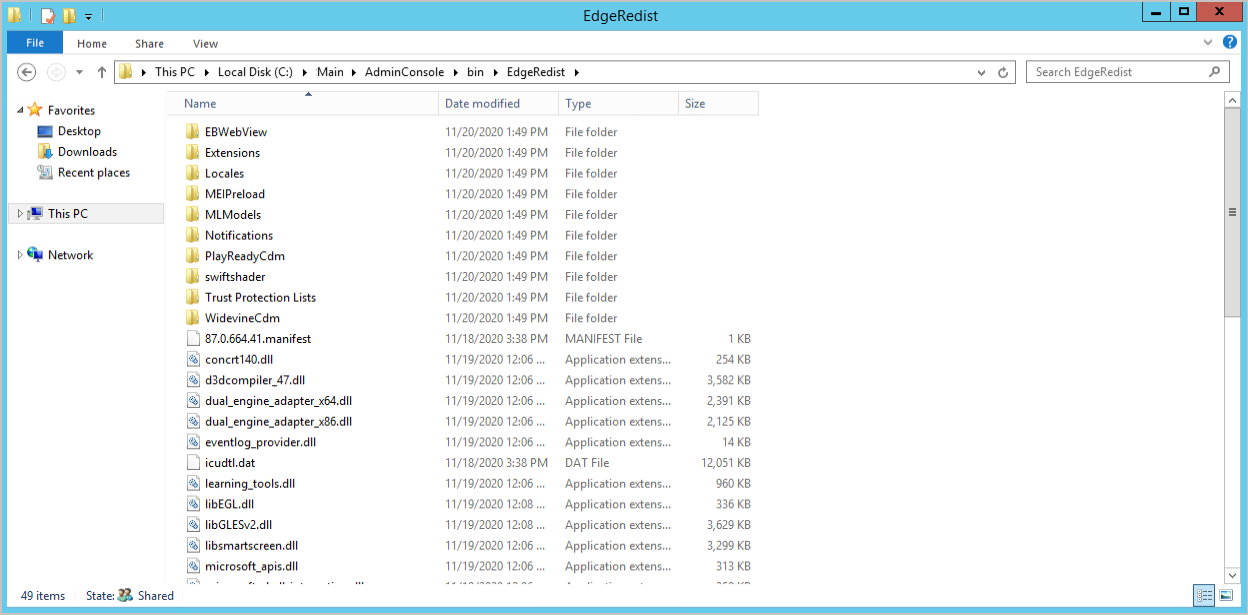 EdgeRedist
File Home Share View
This PC Local Disk (C:) Main AdminConsole bin EdgeRedist Search EdgeRedist
Name Date modified Type Size
Favorites
Desktop
Downloads
Recent places
This PC
Network
EBWebView 11/20/2020 1:49 PM File folder
Extensions 11/20/2020 1:49 PM File folder
Locales 11/20/2020 1:49 PM File folder
MEIPreload 11/20/2020 1:49 PM File folder
MLModels 11/20/2020 1:49 PM File folder
Notifications 11/20/2020 1:49 PM File folder
PlayReadyCdm 11/20/2020 1:49 PM File folder
swiftshader 11/20/2020 1:49 PM File folder
Trust Protection Lists 11/20/2020 1:49 PM File folder
WidevineCdm 11/20/2020 1:49 PM File folder
87.0.664.41.manifest 11/18/2020 3:38 PM MANIFEST File 1 KB
concrt140.dll 11/19/2020 12:06 ... Application extens... 254 KB
d3dcompiler_47.dll 11/19/2020 12:06 ... Application extens... 3,582 KB
dual_engine_adapter_x64.dll 11/19/2020 12:06 ... Application extens... 2,391 KB
dual_engine_adapter_x86.dll 11/19/2020 12:06 ... Application extens... 2,125 KB
eventlog_provider.dll 11/19/2020 12:06 ... Application extens... 14 KB
icudtl.dat 11/18/2020 3:38 PM DAT File 12,051 KB
learning_tools.dll 11/19/2020 12:06 ... Application extens... 960 KB
libEGL.dll 11/19/2020 12:08 ... Application extens... 336 KB
libGLESv2.dll 11/19/2020 12:08 ... Application extens... 3,629 KB
libsmartscreen.dll 11/19/2020 12:06 ... Application extens... 3,299 KB
microsoft_apis.dll 11/19/2020 12:06 ... Application extens... 313 KB
49 items State: Shared